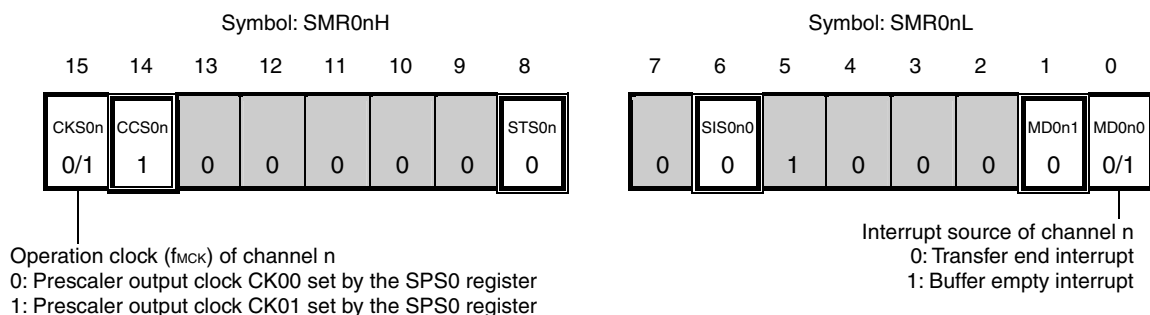 Symbol: SMR0nH
15 14 13 12 11 10 9 8
CKS0n CCS0n STS0n
0/1 1 0 0 0 0 0 0
Operation clock (fMCK) of channel n
0: Prescaler output clock CK00 set by the SPS0 register
1: Prescaler output clock CK01 set by the SPS0 register
Symbol: SMR0nL
7 6 5 4 3 2 1 0
SIS0n0 MD0n1 MD0n0
0 0 1 0 0 0 0 0/1
Interrupt source of channel n
0: Transfer end interrupt
1: Buffer empty interrupt